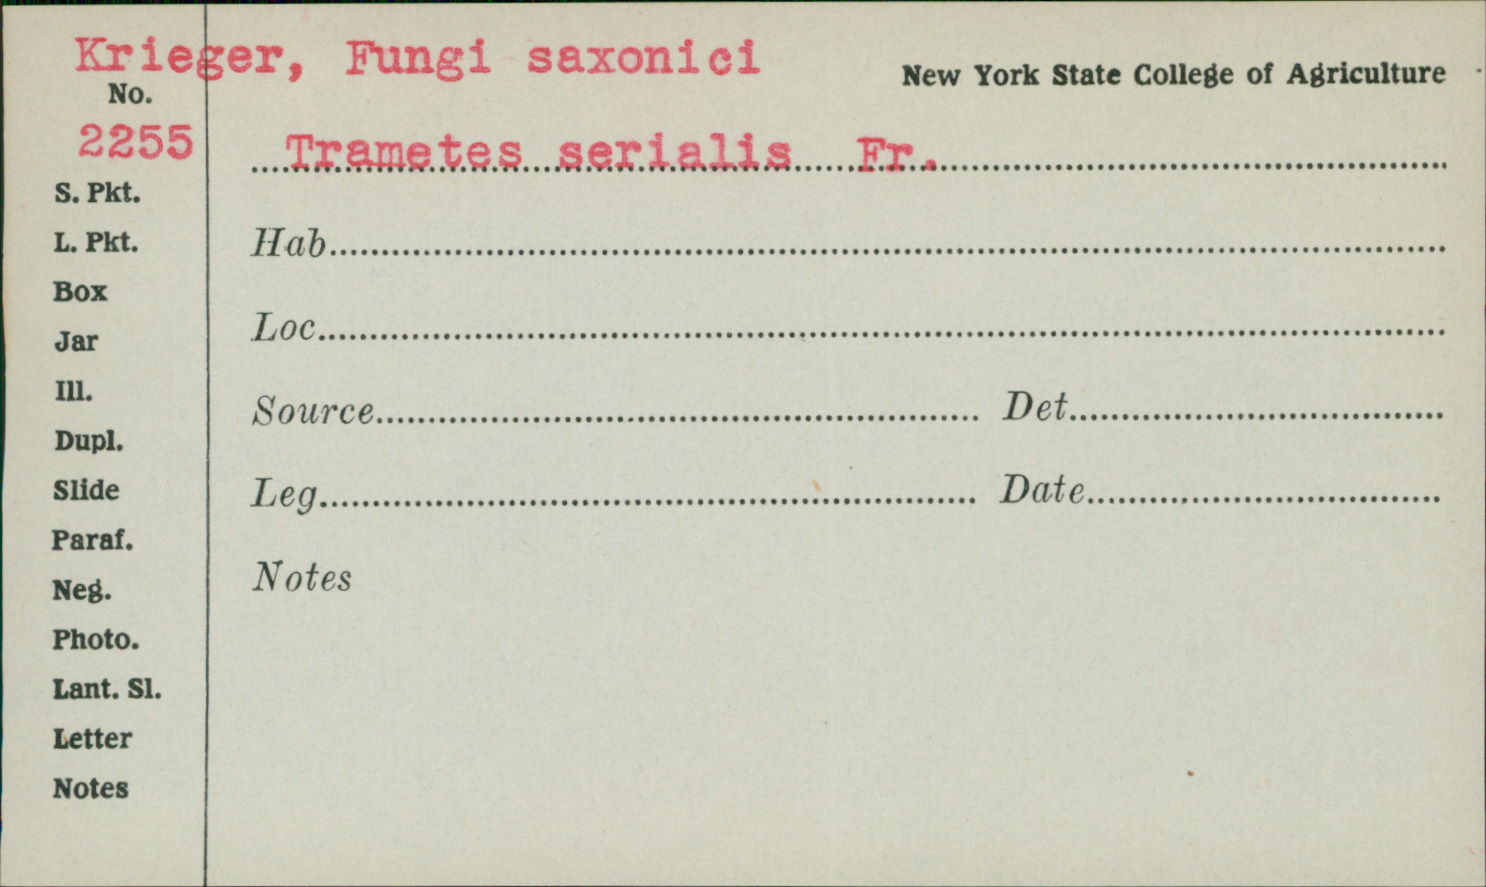 Krieger, Fungi saxonici
New York State College of Agriculture
No.
2255
Trametes serialis Fr.
S. Pkt.
L. Pkt.
Hab
Box
Loc
Jar
Ill.
Source Det
Dupl.
Slide
Leg Date
Paraf.
Notes
Neg.
Photo.
Lant. Sl.
Letter
Notes